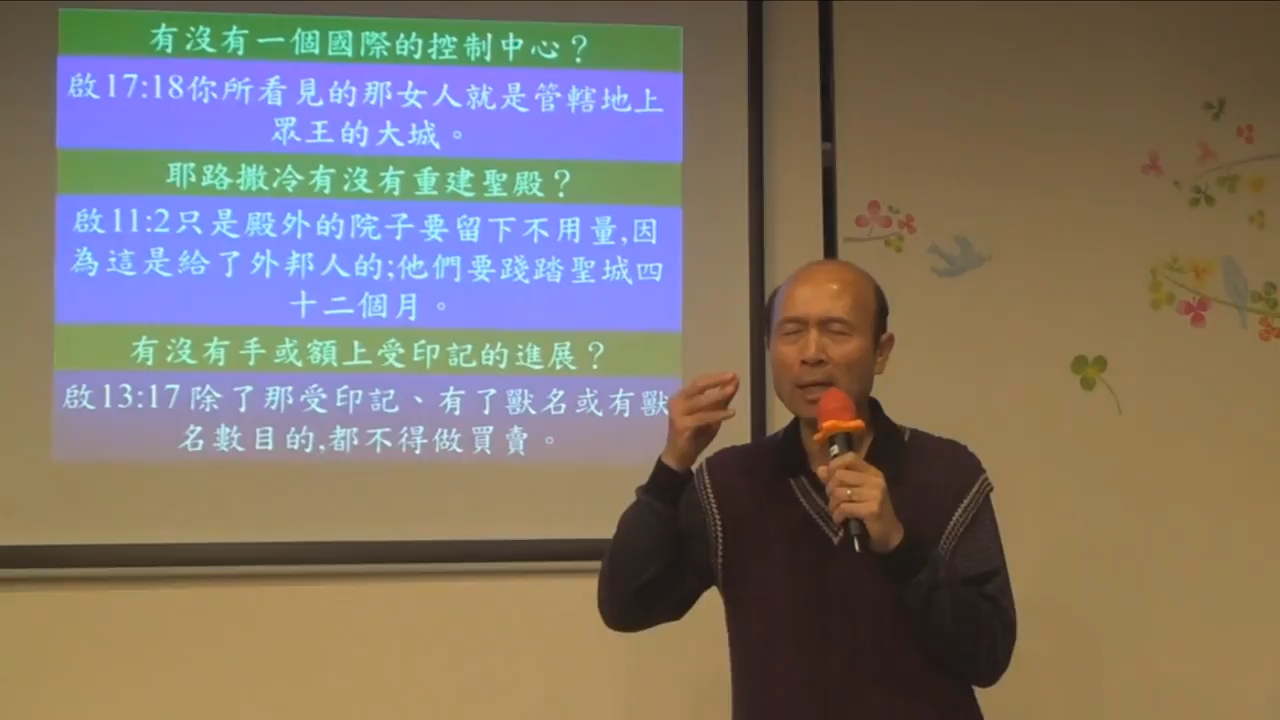 有沒有一個國際的控制中心？
啟17:18你所看見的那女人就是管轄地上
眾王的大城。
耶路撒冷有沒有重建聖殿？
啟11:2只是殿外的院子要留下不用量,因
為這是給了外邦人的;他們要踐踏聖城四
十二個月。
有沒有手或額上受印記的進展？
啟13:17 除了那受印記、有了獸名或有獸
名數目的,都不得做買賣。